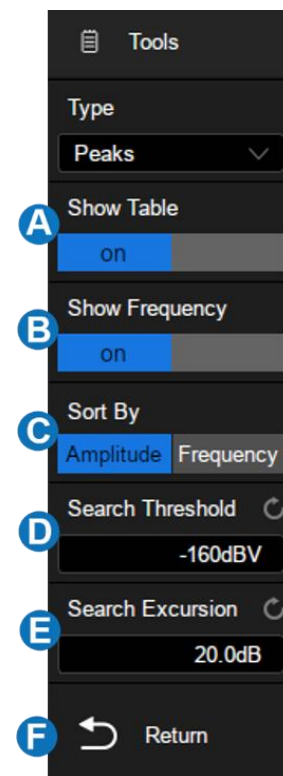 Tools
Type
Peaks
A
Show Table
on
B
Show Frequency
on
C
Sort By
Amplitude Frequency
D
Search Threshold
-160dBV
E
Search Excursion
20.0dB
F
Return